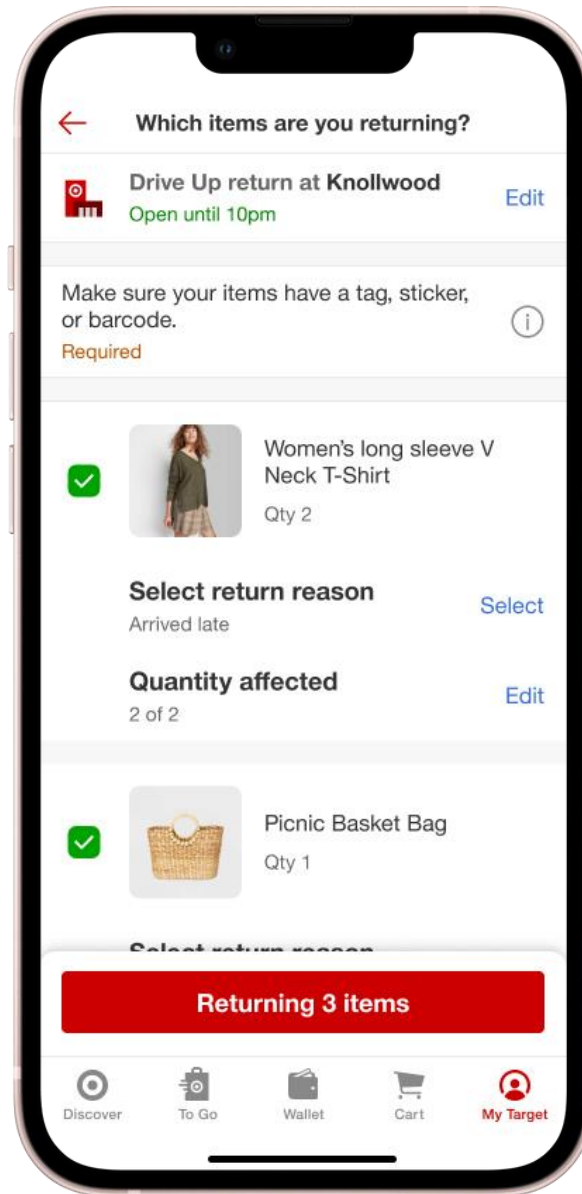 Which items are you returning?
Drive Up return at Knollwood
Edit
Open until 10pm
Make sure your items have a tag, sticker,
or barcode.
Required
Women's long sleeve V
Neck T-Shirt
Qty 2
Select return reason
Select
Arrived late
Quantity affected
Edit
2 of 2
Picnic Basket Bag
Qty 1
Select return reason
Returning 3 items
Discover
To Go
Wallet
Cart
My Target